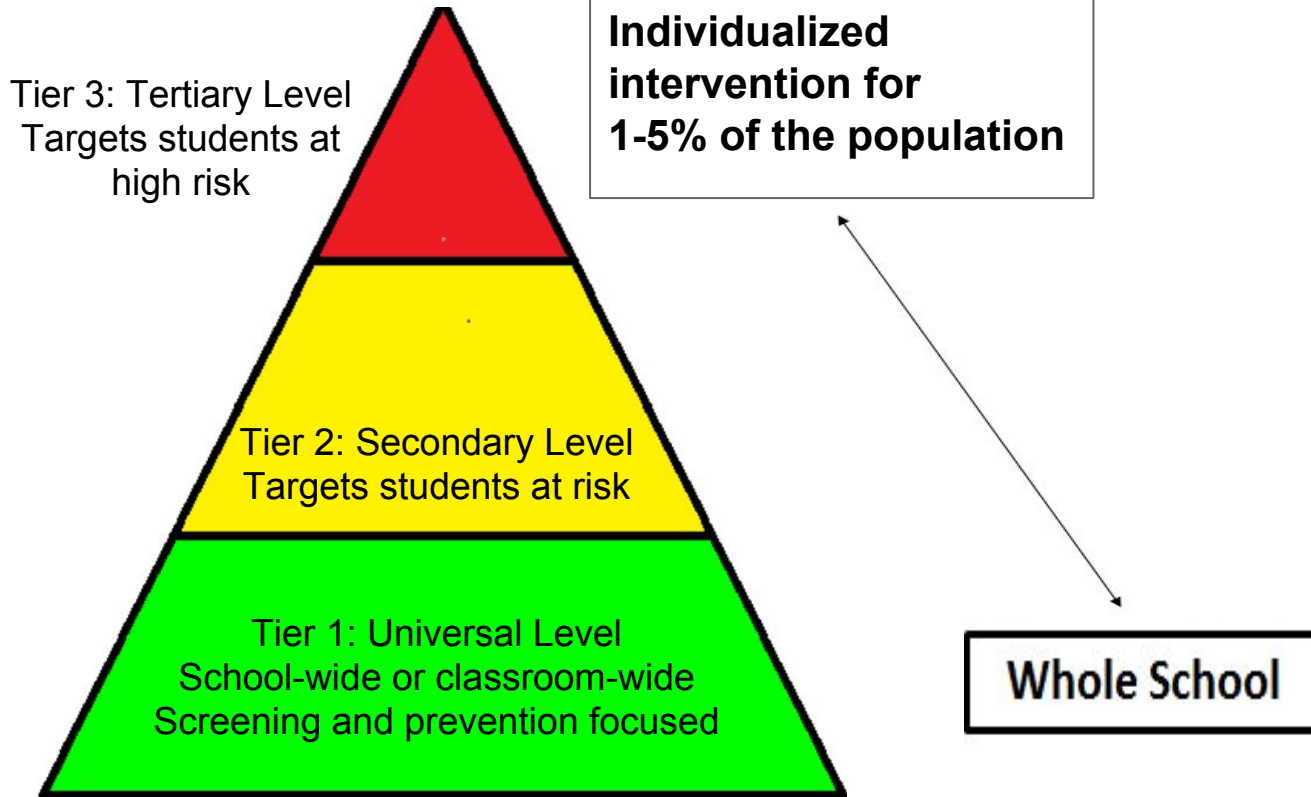 Individualized
intervention for
1-5% of the population
Tier 3: Tertiary Level
Targets students at
high risk
Tier 2: Secondary Level
Targets students at risk
Tier 1: Universal Level
School-wide or classroom-wide
Screening and prevention focused
Whole School